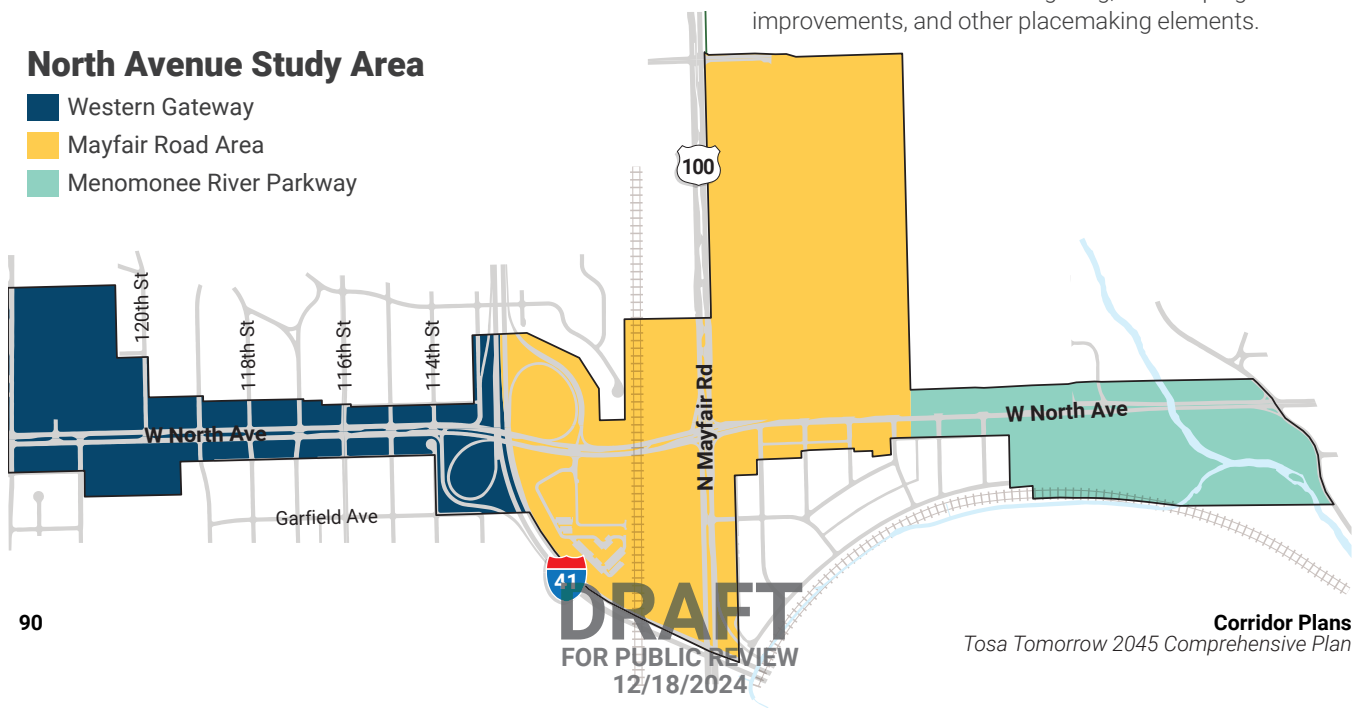 improvements, and other placemaking elements.
North Avenue Study Area
Western Gateway
Mayfair Road Area
Menomonee River Parkway
100
120th St
118th St
116th St
114th St
W North Ave
N Mayfair Rd
W North Ave
Garfield Ave
41
DRAFT
FOR PUBLIC REVIEW
12/18/2024
90
Corridor Plans
Tosa Tomorrow 2045 Comprehensive Plan